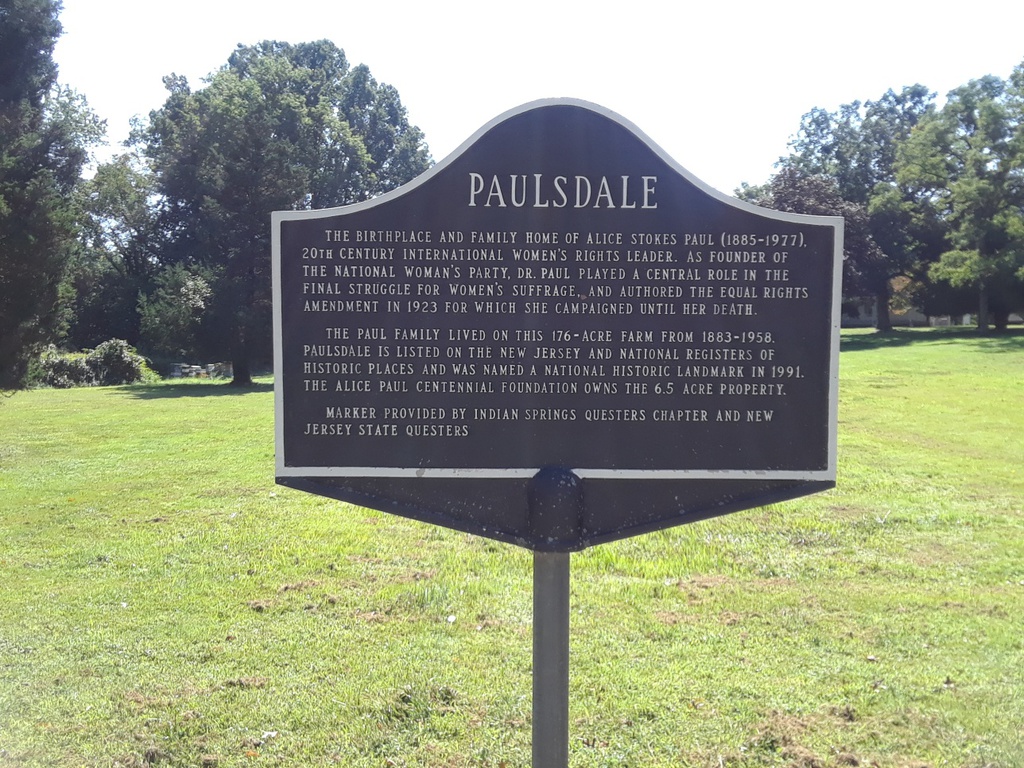 PAULSDALE
THE BIRTHPLACE AND FAMILY HOME OF ALICE STOKES PAUL (1885-1977),
20TH CENTURY INTERNATIONAL WOMEN'S RIGHTS LEADER. AS FOUNDER OF
THE NATIONAL WOMAN'S PARTY, DR. PAUL PLAYED A CENTRAL ROLE IN THE
FINAL STRUGGLE FOR WOMEN'S SUFFRAGE, AND AUTHORED THE EQUAL RIGHTS
AMENDMENT IN 1923 FOR WHICH SHE CAMPAIGNED UNTIL HER DEATH.
THE PAUL FAMILY LIVED ON THIS 176-ACRE FARM FROM 1883-1958.
PAULSDALE IS LISTED ON THE NEW JERSEY AND NATIONAL REGISTERS OF
HISTORIC PLACES AND WAS NAMED A NATIONAL HISTORIC LANDMARK IN 1991.
THE ALICE PAUL CENTENNIAL FOUNDATION OWNS THE 6.5 ACRE PROPERTY.
MARKER PROVIDED BY INDIAN SPRINGS QUESTERS CHAPTER AND NEW
JERSEY STATE QUESTERS